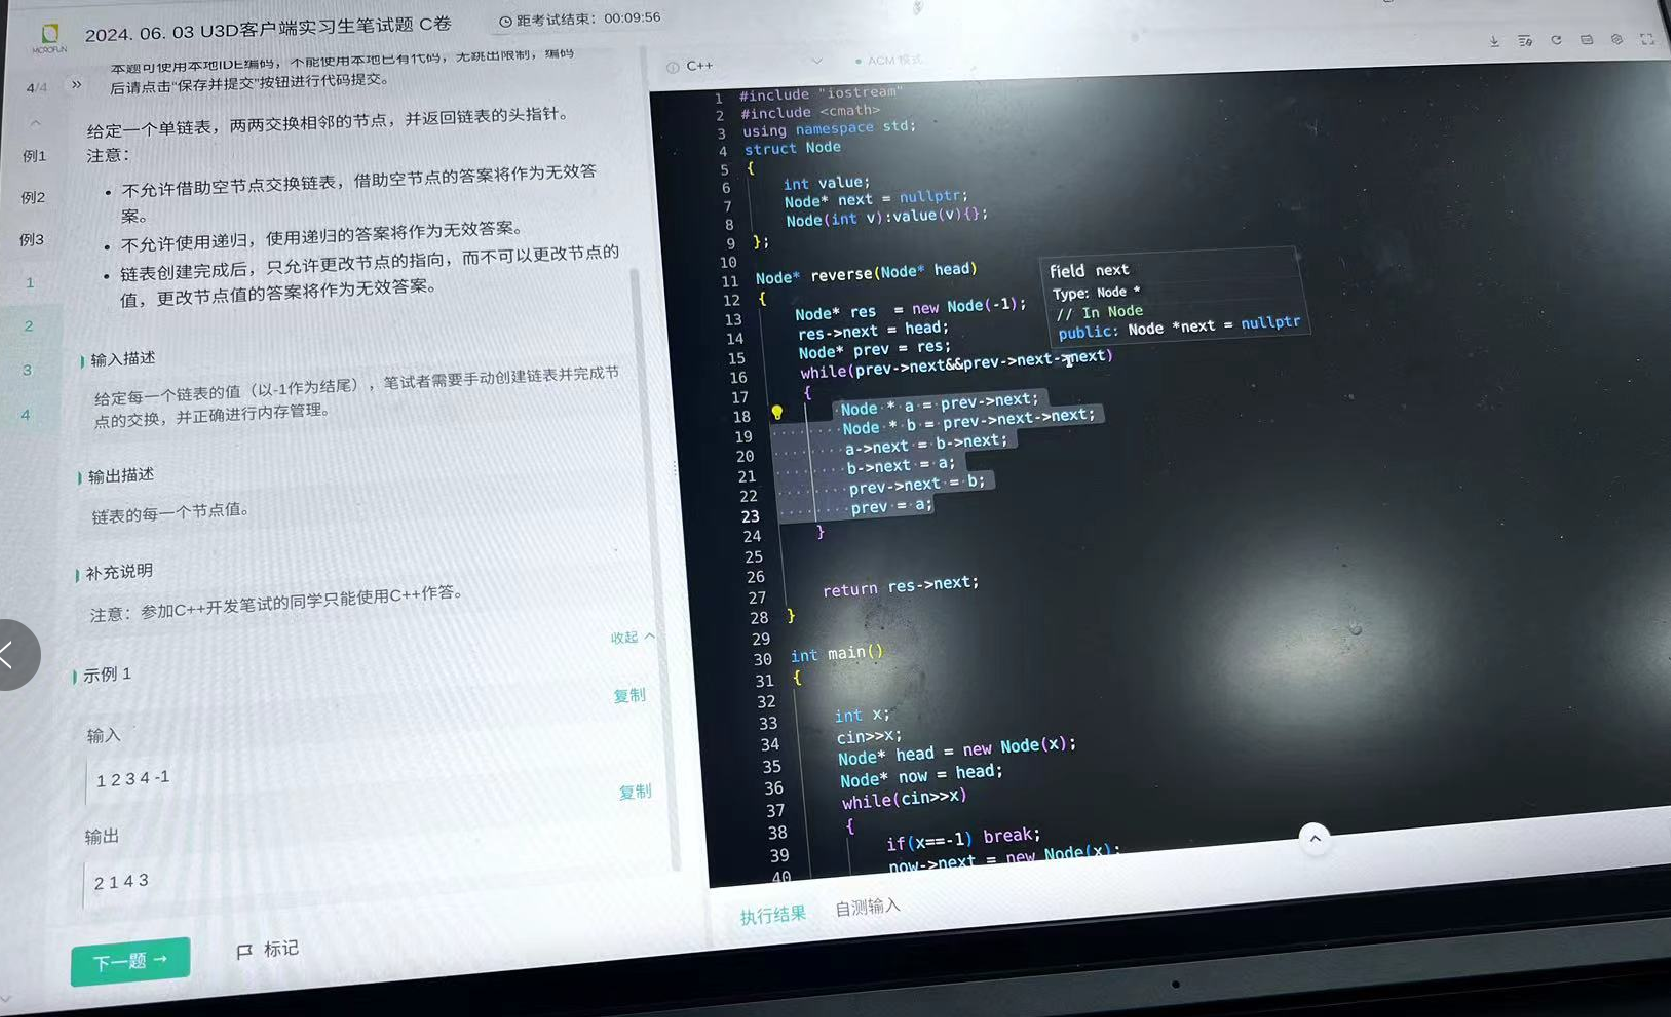 2024. 06. 03 U3D客户端实习生笔试题 C卷
距考试结束：00:09:56
MICROFUN
4/4
»
例1
例2
例3
1
2
3
4
本题可使用本地IDE编码，不能使用本地已有代码，无跳出限制，编码
后请点击“保存并提交”按钮进行代码提交。
给定一个单链表，两两交换相邻的节点，并返回链表的头指针。
注意：
• 不允许借助空节点交换链表，借助空节点的答案将作为无效答
案。
• 不允许使用递归，使用递归的答案将作为无效答案。
• 链表创建完成后，只允许更改节点的指向，而不可以更改节点的
值，更改节点值的答案将作为无效答案。
输入描述
给定每一个链表的值（以-1作为结尾），笔试者需要手动创建链表并完成节
点的交换，并正确进行内存管理。
输出描述
链表的每一个节点值。
补充说明
注意：参加C++开发笔试的同学只能使用C++作答。
收起
示例 1
复制
输入
1 2 3 4 -1
复制
输出
2 1 4 3
下一题 →
标记
C++
ACM 模式
1 #include "iostream"
2 #include <cmath>
3 using namespace std;
4 struct Node
5 {
6 int value;
7 Node* next = nullptr;
8 Node(int v):value(v){};
9 };
10
11 Node* reverse(Node* head)
12 {
13 Node* res = new Node(-1);
14 res->next = head;
15 Node* prev = res;
16 while(prev->next&&prev->next->next)
17 {
18 Node * a = prev->next;
19 Node * b = prev->next->next;
20 a->next = b->next;
21 b->next = a;
22 prev->next = b;
23 prev = a;
24 }
25
26
27 return res->next;
28 }
29
30 int main()
31 {
32
33 int x;
34 cin>>x;
35 Node* head = new Node(x);
36 Node* now = head;
37 while(cin>>x)
38 {
39 if(x==-1) break;
40 now->next = new Node(x);
field next
Type: Node *
// In Node
public: Node *next = nullptr
执行结果
自测输入